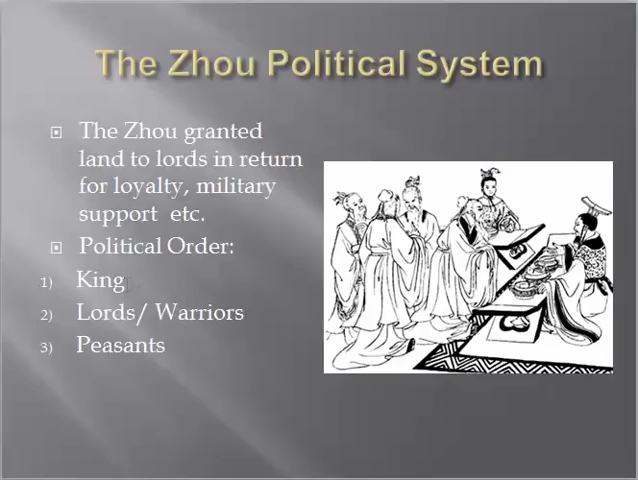 The Zhou Political System
The Zhou granted
land to lords in return
for loyalty, military
support etc.
Political Order:
1) King
2) Lords/ Warriors
3) Peasants